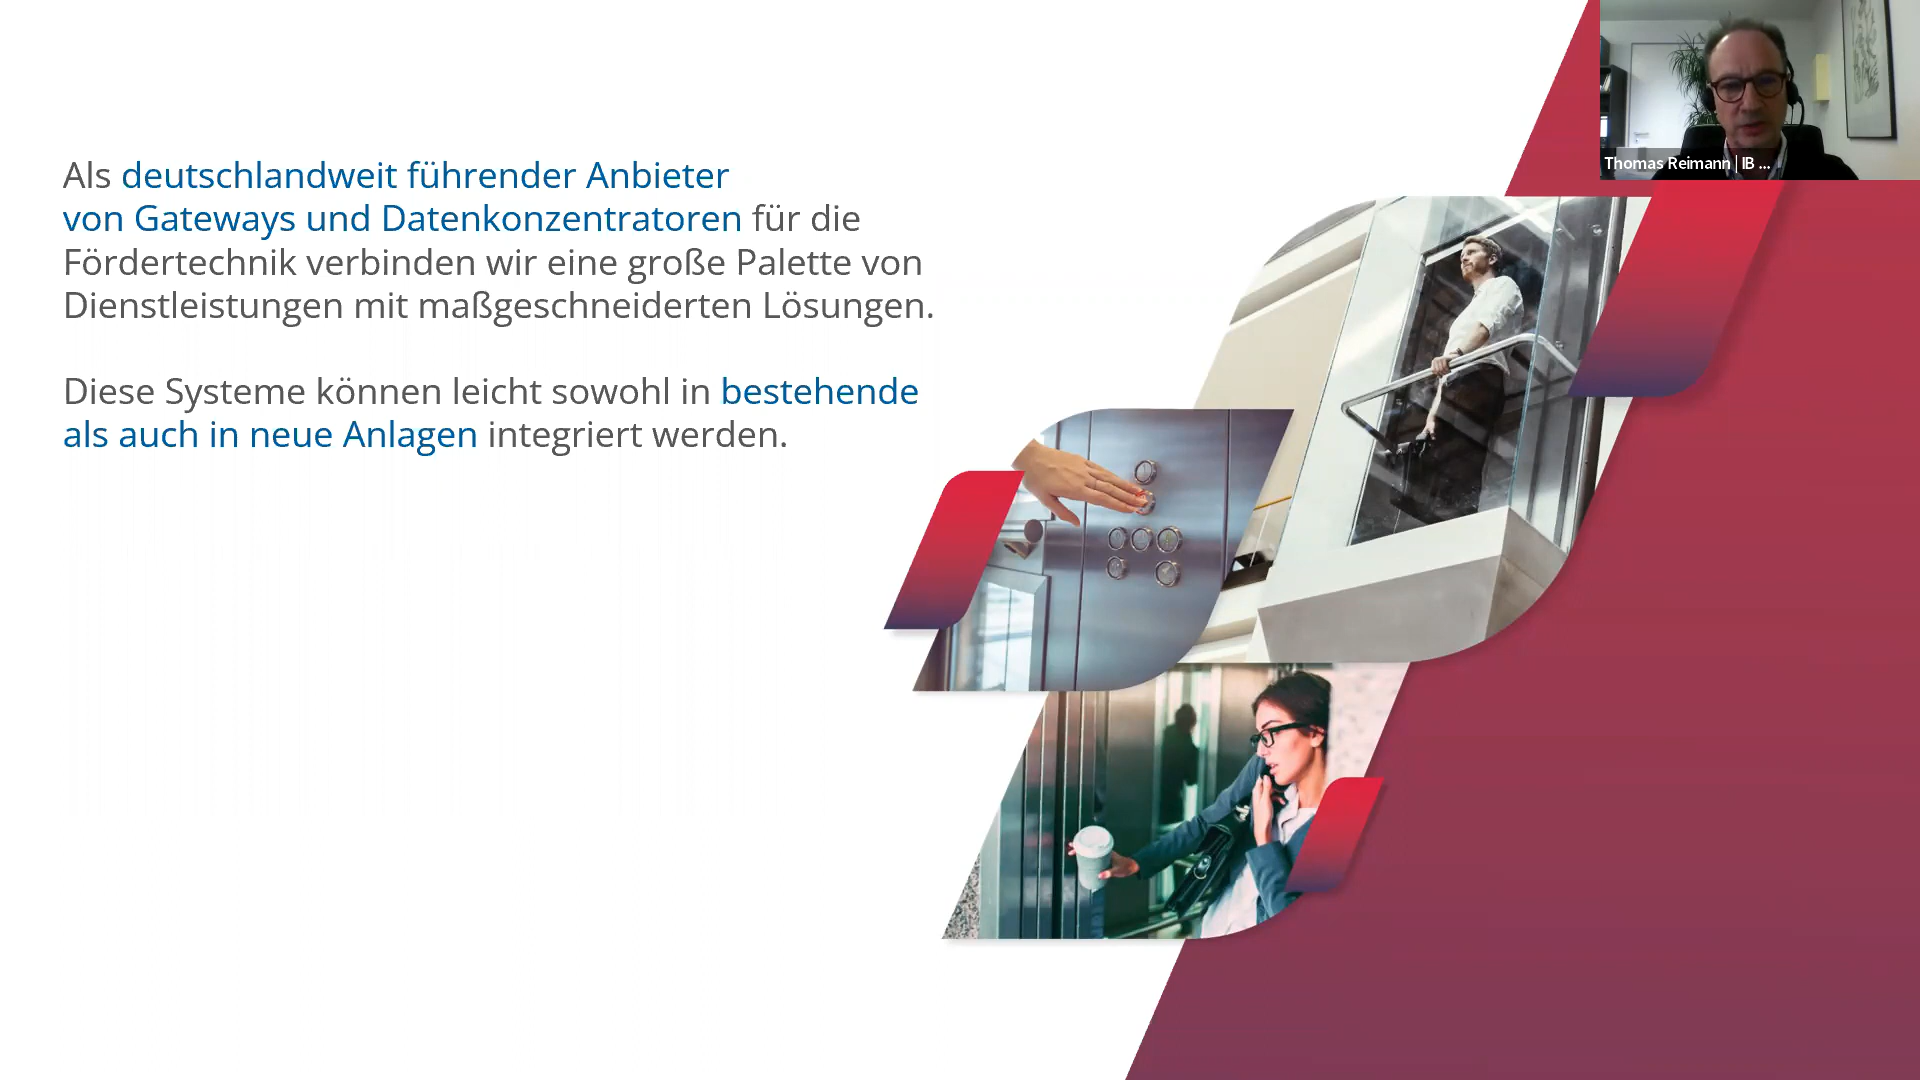 Als deutschlandweit führender Anbieter
von Gateways und Datenkonzentratoren für die
Fördertechnik verbinden wir eine große Palette von
Dienstleistungen mit maßgeschneiderten Lösungen.
Diese Systeme können leicht sowohl in bestehende
als auch in neue Anlagen integriert werden.
Thomas Reimann | IB ...